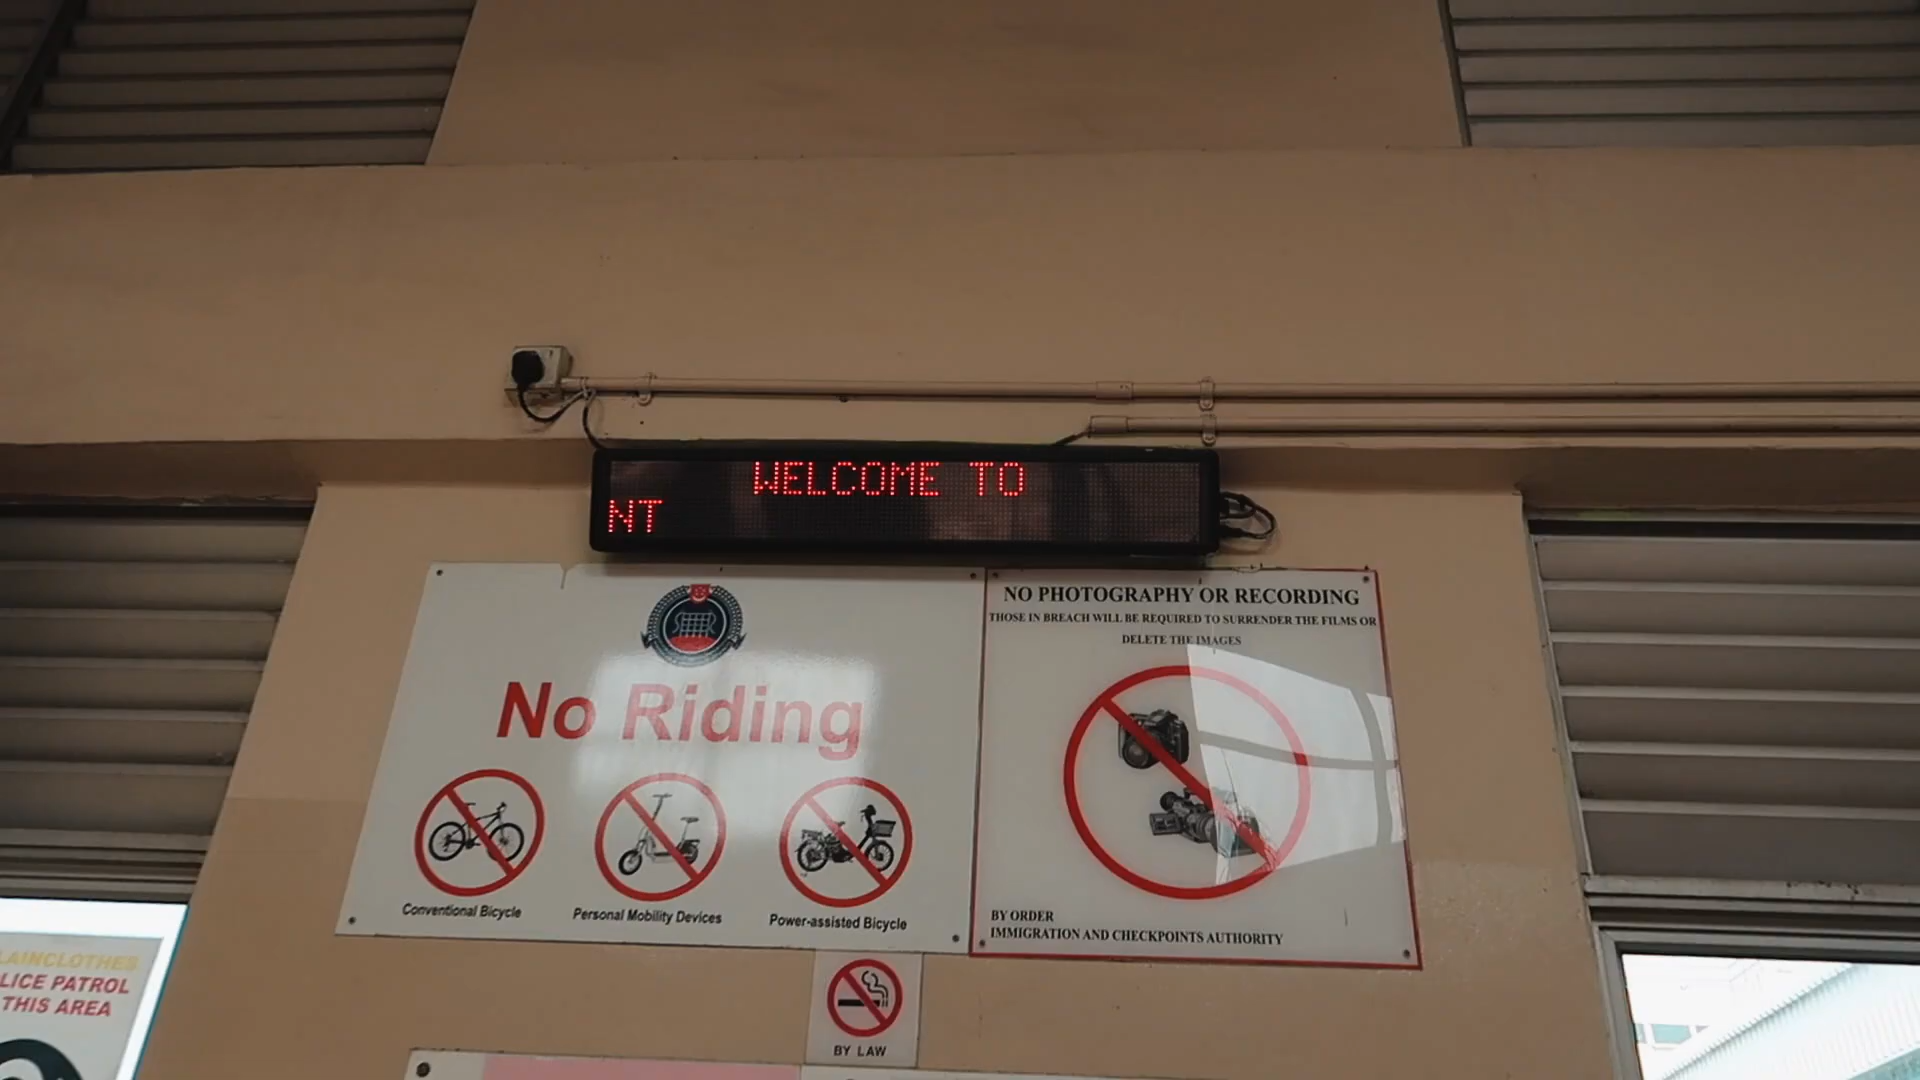 WELCOME TO
NT
No Riding
Conventional Bicycle
Personal Mobility Devices
Power-assisted Bicycle
NO PHOTOGRAPHY OR RECORDING
THOSE IN BREACH WILL BE REQUIRED TO SURRENDER THE FILMS OR
DELETE THE IMAGES
BY ORDER
IMMIGRATION AND CHECKPOINTS AUTHORITY
BY LAW
LAINCLOTHES
LICE PATROL
THIS AREA